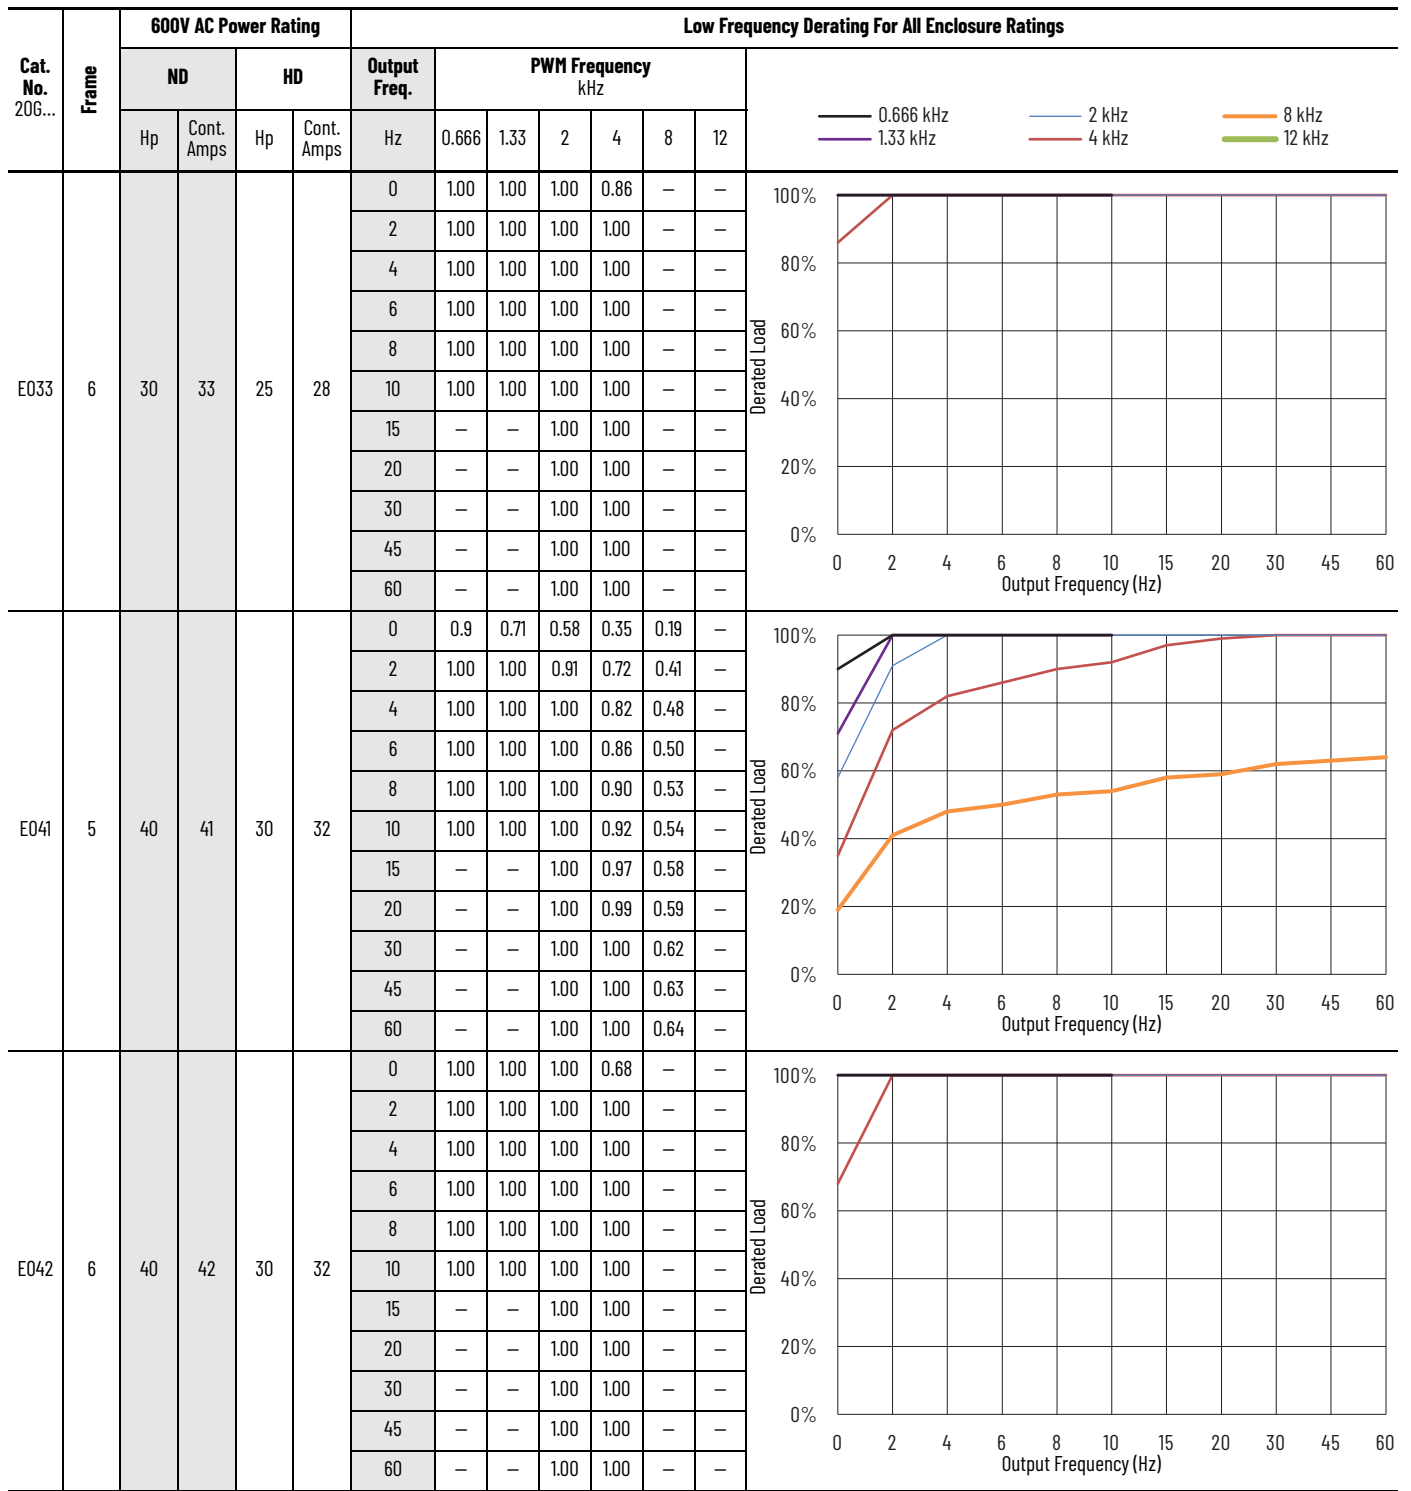 600V AC Power Rating Low Frequency Derating For All Enclosure Ratings
Cat. No. 20G... Frame ND HD Output Freq. PWM Frequency kHz
Hp Cont. Amps Hp Cont. Amps Hz 0.666 1.33 2 4 8 12
0.666 kHz 2 kHz 8 kHz
1.33 kHz 4 kHz 12 kHz
E033 6 30 33 25 28
0 1.00 1.00 1.00 0.86 – –
2 1.00 1.00 1.00 1.00 – –
4 1.00 1.00 1.00 1.00 – –
6 1.00 1.00 1.00 1.00 – –
8 1.00 1.00 1.00 1.00 – –
10 1.00 1.00 1.00 1.00 – –
15 – – 1.00 1.00 – –
20 – – 1.00 1.00 – –
30 – – 1.00 1.00 – –
45 – – 1.00 1.00 – –
60 – – 1.00 1.00 – –
Derated Load
100%
80%
60%
40%
20%
0%
0 2 4 6 8 10 15 20 30 45 60
Output Frequency (Hz)
E041 5 40 41 30 32
0 0.9 0.71 0.58 0.35 0.19 –
2 1.00 1.00 0.91 0.72 0.41 –
4 1.00 1.00 1.00 0.82 0.48 –
6 1.00 1.00 1.00 0.86 0.50 –
8 1.00 1.00 1.00 0.90 0.53 –
10 1.00 1.00 1.00 0.92 0.54 –
15 – – 1.00 0.97 0.58 –
20 – – 1.00 0.99 0.59 –
30 – – 1.00 1.00 0.62 –
45 – – 1.00 1.00 0.63 –
60 – – 1.00 1.00 0.64 –
Derated Load
100%
80%
60%
40%
20%
0%
0 2 4 6 8 10 15 20 30 45 60
Output Frequency (Hz)
E042 6 40 42 30 32
0 1.00 1.00 1.00 0.68 – –
2 1.00 1.00 1.00 1.00 – –
4 1.00 1.00 1.00 1.00 – –
6 1.00 1.00 1.00 1.00 – –
8 1.00 1.00 1.00 1.00 – –
10 1.00 1.00 1.00 1.00 – –
15 – – 1.00 1.00 – –
20 – – 1.00 1.00 – –
30 – – 1.00 1.00 – –
45 – – 1.00 1.00 – –
60 – – 1.00 1.00 – –
Derated Load
100%
80%
60%
40%
20%
0%
0 2 4 6 8 10 15 20 30 45 60
Output Frequency (Hz)